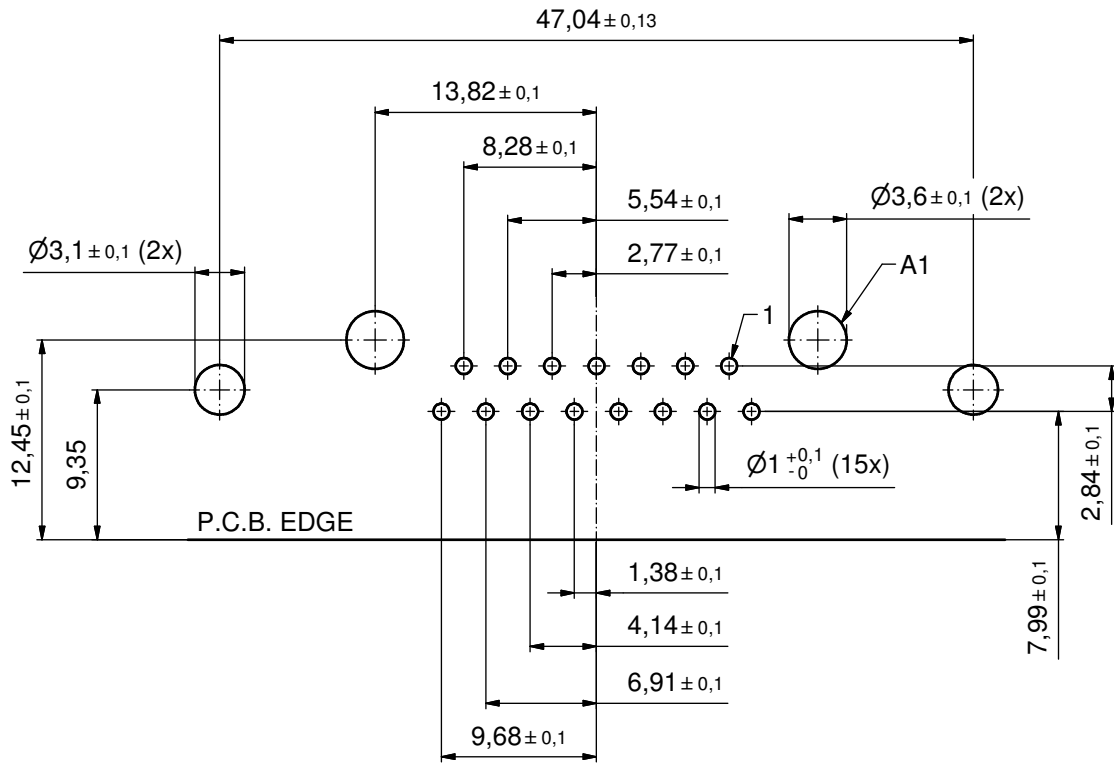 47,04±0,13
13,82±0,1
8,28±0,1
5,54±0,1
Ø3,6±0,1 (2x)
Ø3,1±0,1 (2x)
2,77±0,1
A1
1
12,45±0,1
9,35
Ø1 +0,1 -0 (15x)
2,84±0,1
P.C.B. EDGE
1,38±0,1
7,99±0,1
4,14±0,1
6,91±0,1
9,68±0,1